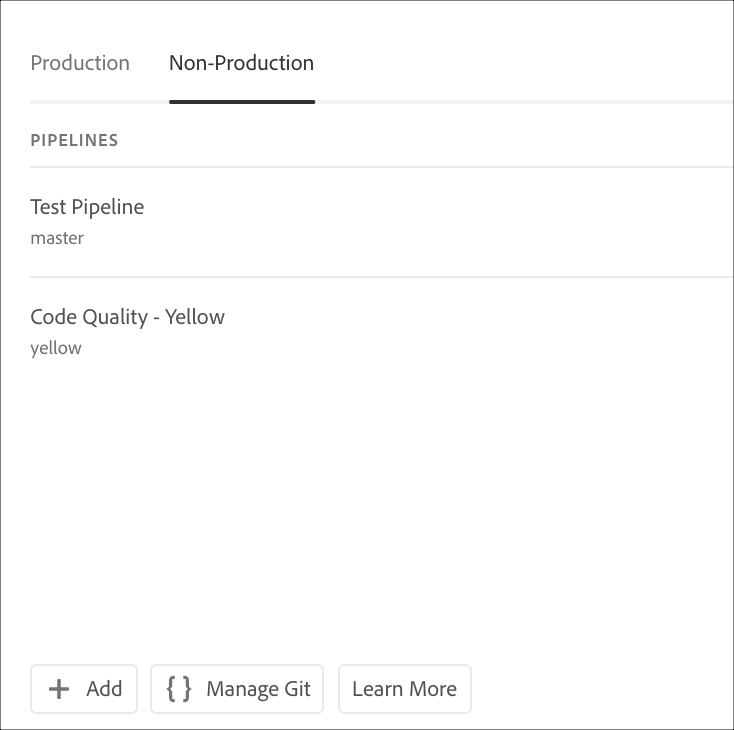 Production Non-Production
PIPELINES
Test Pipeline
master
Code Quality - Yellow
yellow
+ Add { } Manage Git Learn More